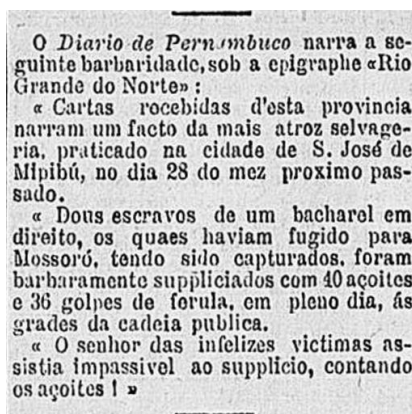 O Diario de Pernambuco narra a se-
guinte barbaridade, sob a epigraphe «Rio
Grande do Norte» :
« Cartas recebidas d'esta provincia
narram um facto da mais atroz selvage-
ria, praticado na cidade de S. José de
Mipibú, no dia 28 do mez proximo pas-
sado.
« Dous escravos de um bacharel em
direito, os quaes haviam fugido para
Mossoró, tendo sido capturados, foram
barbaramente suppliciados com 40 açoites
e 36 golpes de ferula, em pleno dia, ás
grades da cadeia publica.
« O senhor das infelizes victimas as-
sistia impassivel ao supplicio, contando
os açoites ! »